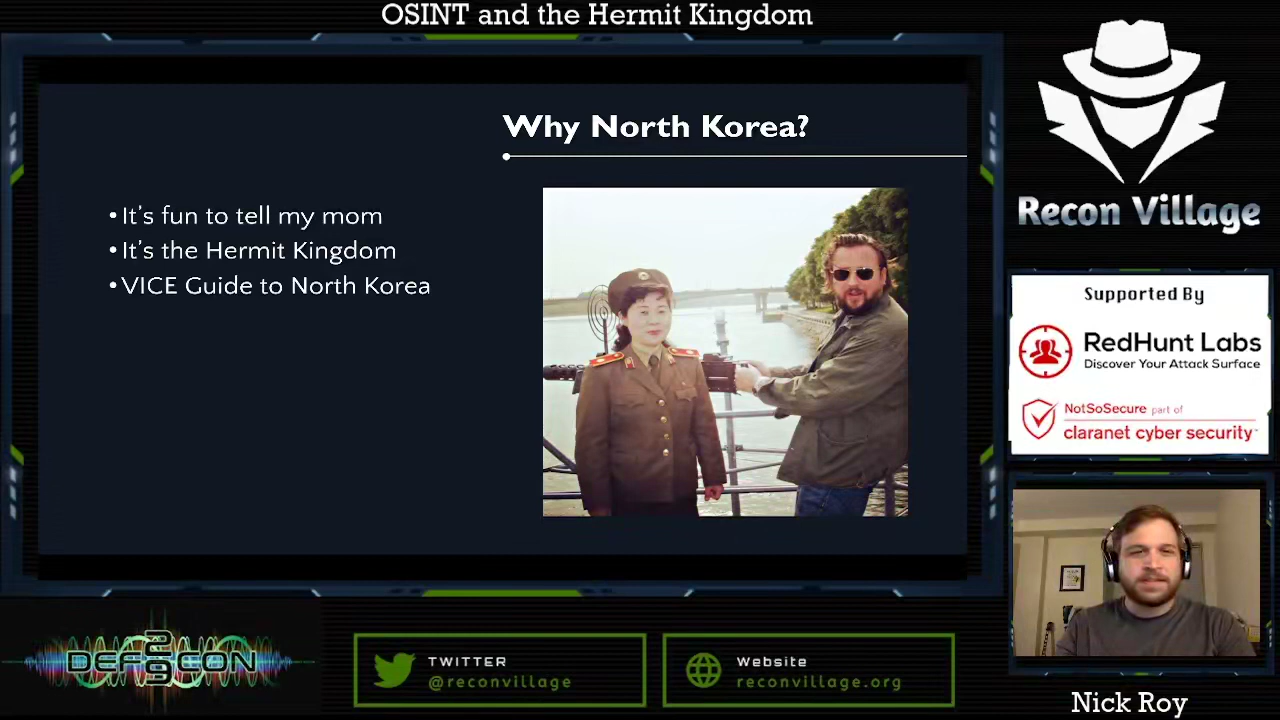 OSINT and the Hermit Kingdom
Why North Korea?
•It's fun to tell my mom
•It's the Hermit Kingdom
•VICE Guide to North Korea
Recon Village
Supported By
RedHunt Labs
Discover Your Attack Surface
NotSoSecure part of
claranet cyber security
DEF CON
29
TWITTER
@reconvillage
Website
reconvillage.org
Nick Roy